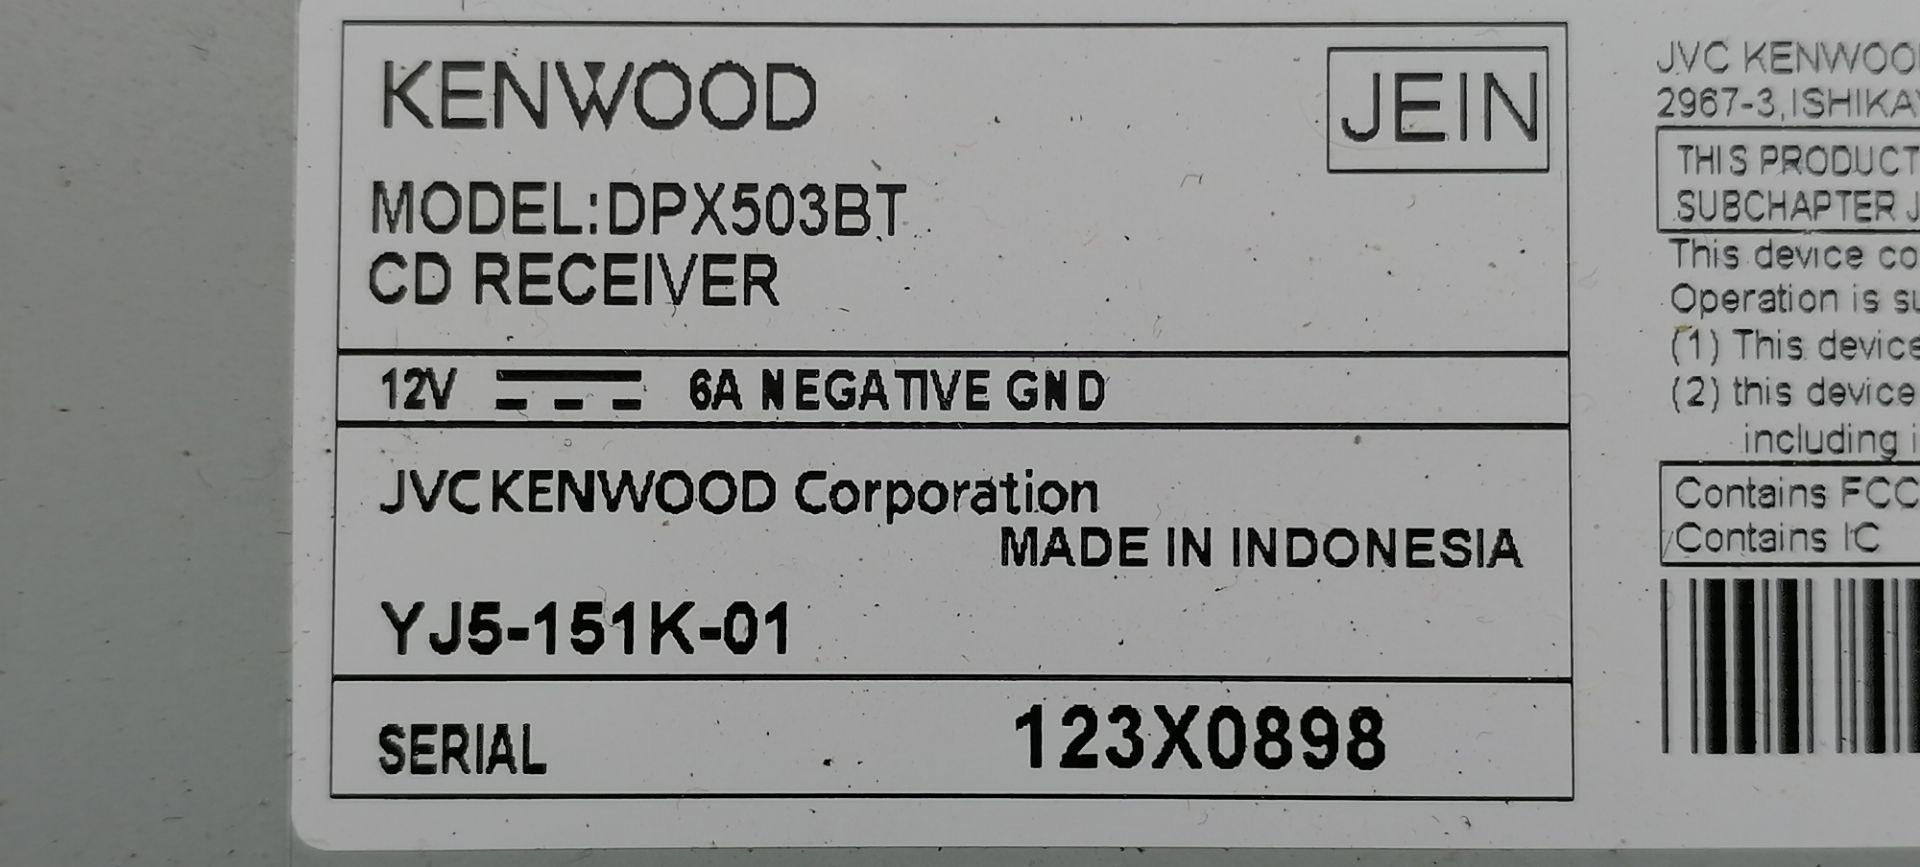 KENWOOD
JEIN
MODEL:DPX503BT
CD RECEIVER
12V 6A NEGATIVE GND
JVCKENWOOD Corporation
MADE IN INDONESIA
YJ5-151K-01
SERIAL 123X0898
JVC KENWOO
2967-3,ISHIKA
THIS PRODUCT
SUBCHAPTER J
This device co
Operation is su
(1) This device
(2) this device
including i
Contains FCC
Contains IC